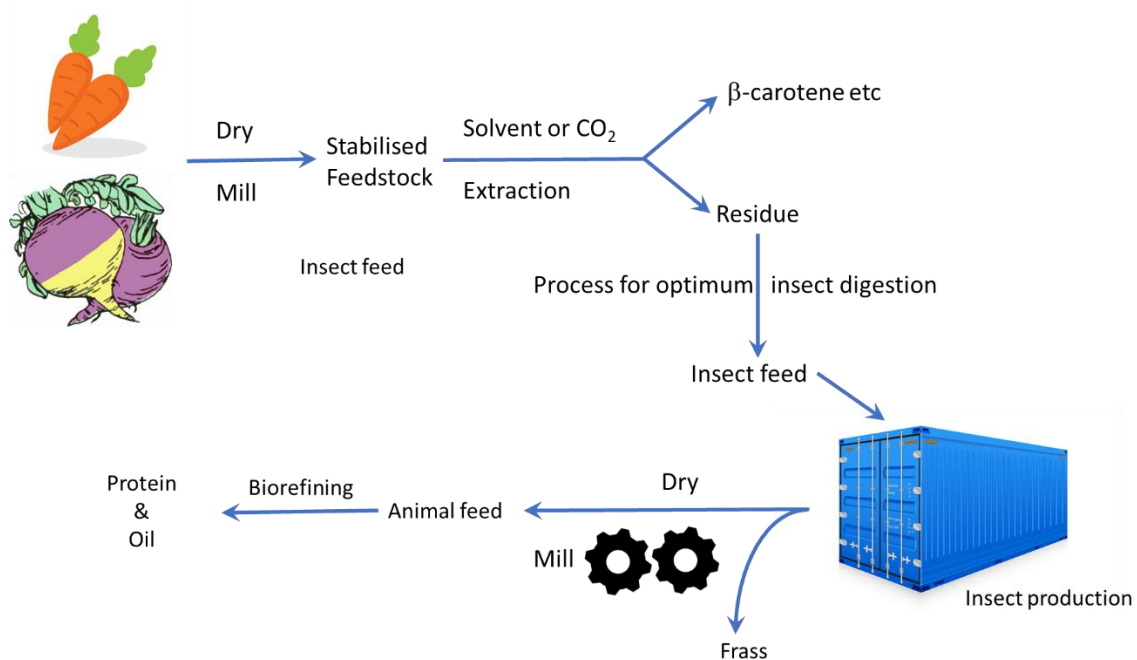 β-carotene etc
Dry
Mill
Stabilised
Feedstock
Solvent or CO₂
Extraction
Residue
Insect feed
Process for optimum insect digestion
Insect feed
Insect production
Dry
Mill
Frass
Animal feed
Biorefining
Protein
&
Oil